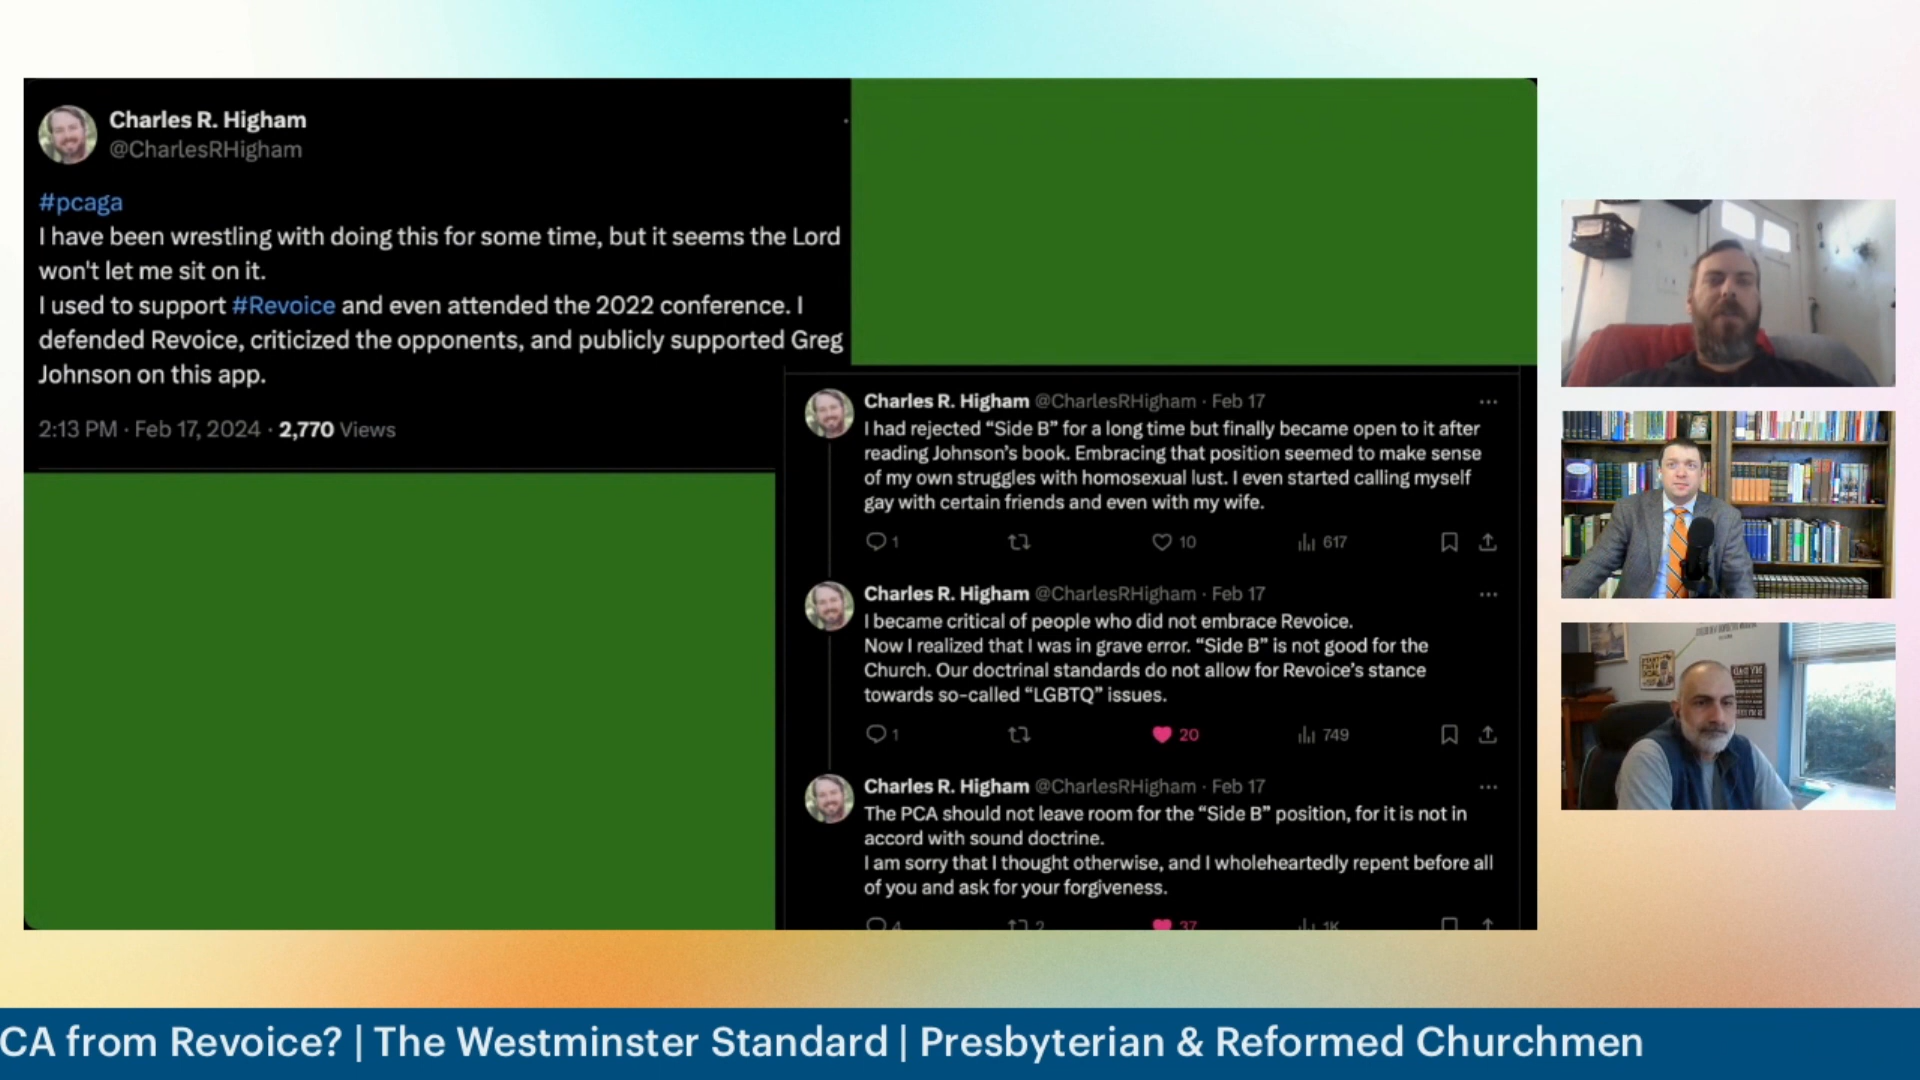 Charles R. Higham
@CharlesRHigham
#pcaga
I have been wrestling with doing this for some time, but it seems the Lord
won't let me sit on it.
I used to support #Revoice and even attended the 2022 conference. I
defended Revoice, criticized the opponents, and publicly supported Greg
Johnson on this app.
2:13 PM · Feb 17, 2024 · 2,770 Views
Charles R. Higham @CharlesRHigham · Feb 17
I had rejected “Side B” for a long time but finally became open to it after
reading Johnson’s book. Embracing that position seemed to make sense
of my own struggles with homosexual lust. I even started calling myself
gay with certain friends and even with my wife.
1 10 617
Charles R. Higham @CharlesRHigham · Feb 17
I became critical of people who did not embrace Revoice.
Now I realized that I was in grave error. “Side B” is not good for the
Church. Our doctrinal standards do not allow for Revoice’s stance
towards so-called “LGBTQ” issues.
1 20 749
Charles R. Higham @CharlesRHigham · Feb 17
The PCA should not leave room for the “Side B” position, for it is not in
accord with sound doctrine.
I am sorry that I thought otherwise, and I wholeheartedly repent before all
of you and ask for your forgiveness.
4 2 37 1K
CA from Revoice? | The Westminster Standard | Presbyterian & Reformed Churchmen